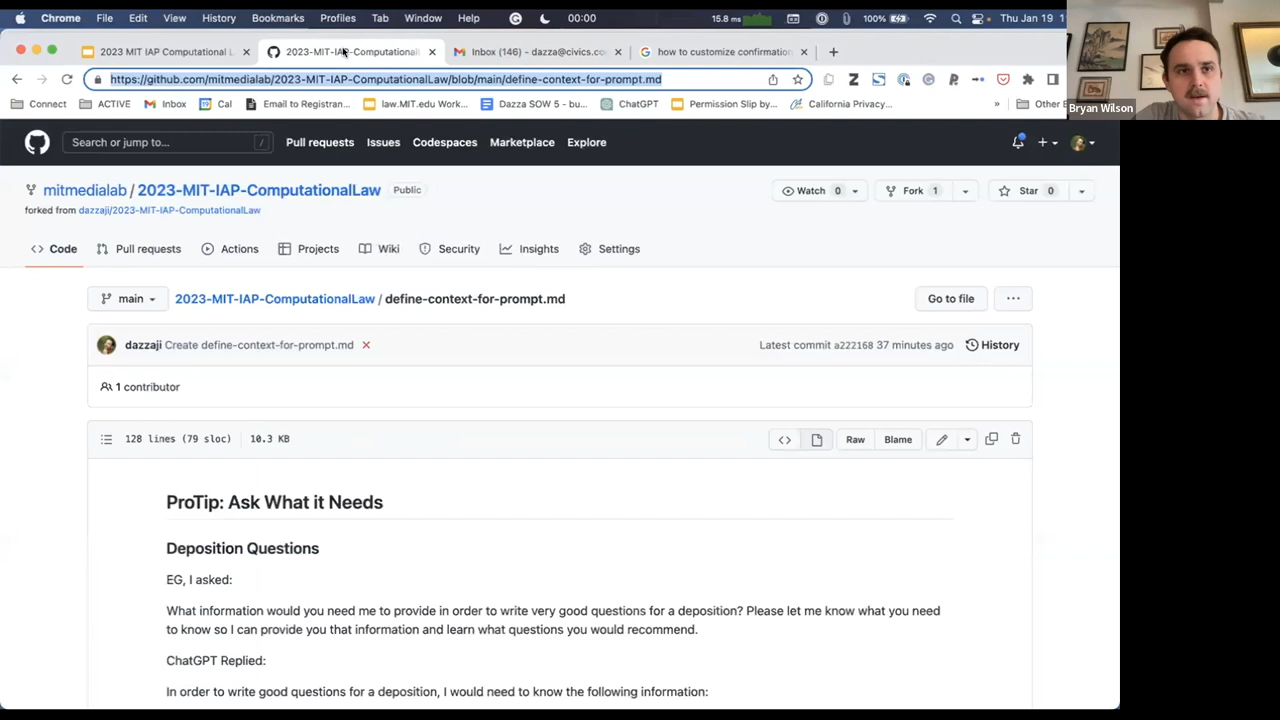 Chrome File Edit View History Bookmarks Profiles Tab Window Help 00:00 15.8 ms 100% Thu Jan 19 1
2023 MIT IAP Computational L 2023-MIT-IAP-Computational Inbox (146) - dazza@civics.co how to customize confirmation
https://github.com/mitmedialab/2023-MIT-IAP-ComputationalLaw/blob/main/define-context-for-prompt.md
Connect ACTIVE Inbox Cal Email to Registran... law.MIT.edu Wok... Dazza SOW 5 - bu... ChatGPT Permission Slip by... California Privacy... » Other B
Bryan Wilson
Search or jump to... / Pull requests Issues Codespaces Marketplace Explore
mitmedialab / 2023-MIT-IAP-ComputationalLaw Public Watch 0 Fork 1 Star 0
forked from dazzaji/2023-MIT-IAP-ComputationalLaw
Code Pull requests Actions Projects Wiki Security Insights Settings
main 2023-MIT-IAP-ComputationalLaw / define-context-for-prompt.md Go to file ...
dazzaji Create define-context-for-prompt.md Latest commit a222168 37 minutes ago History
1 contributor
128 lines (79 sloc) 10.3 KB Raw Blame
ProTip: Ask What it Needs
Deposition Questions
EG, I asked:
What information would you need me to provide in order to write very good questions for a deposition? Please let me know what you need
to know so I can provide you that information and learn what questions you would recommend.
ChatGPT Replied:
In order to write good questions for a deposition, I would need to know the following information: